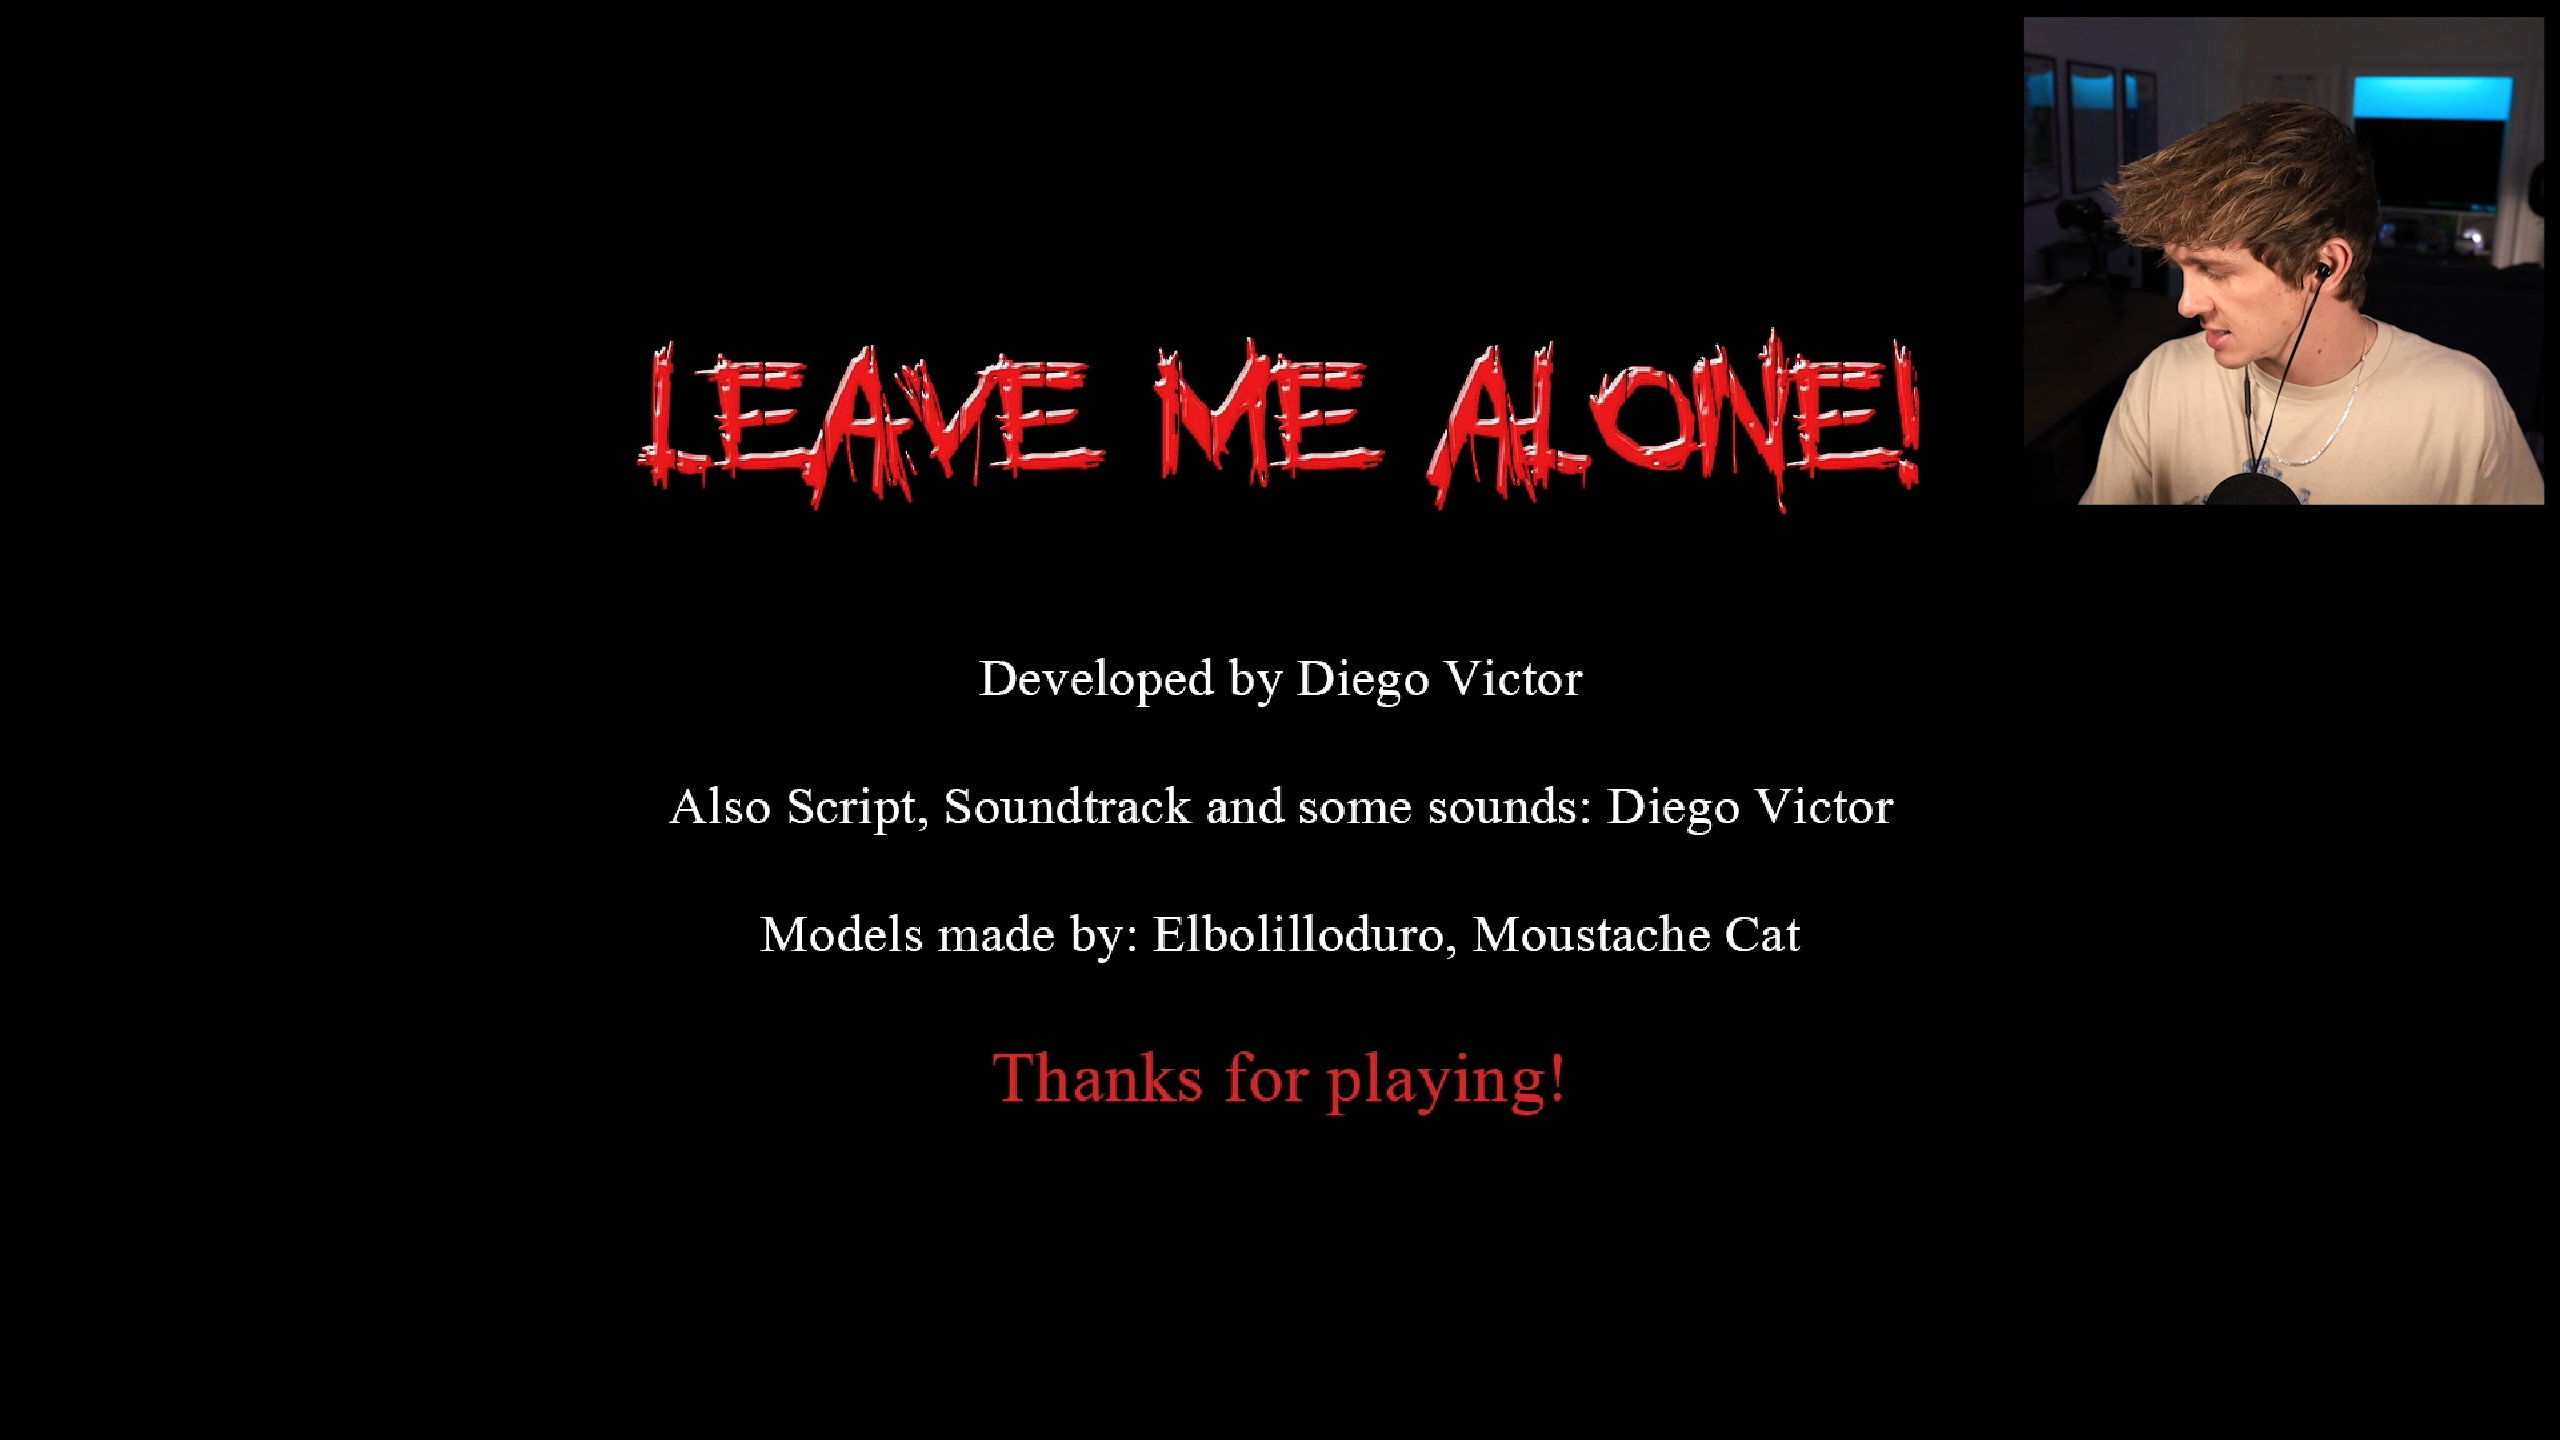 LEAVE ME ALONE!
Developed by Diego Victor
Also Script, Soundtrack and some sounds: Diego Victor
Models made by: Elbolilloduro, Moustache Cat
Thanks for playing!